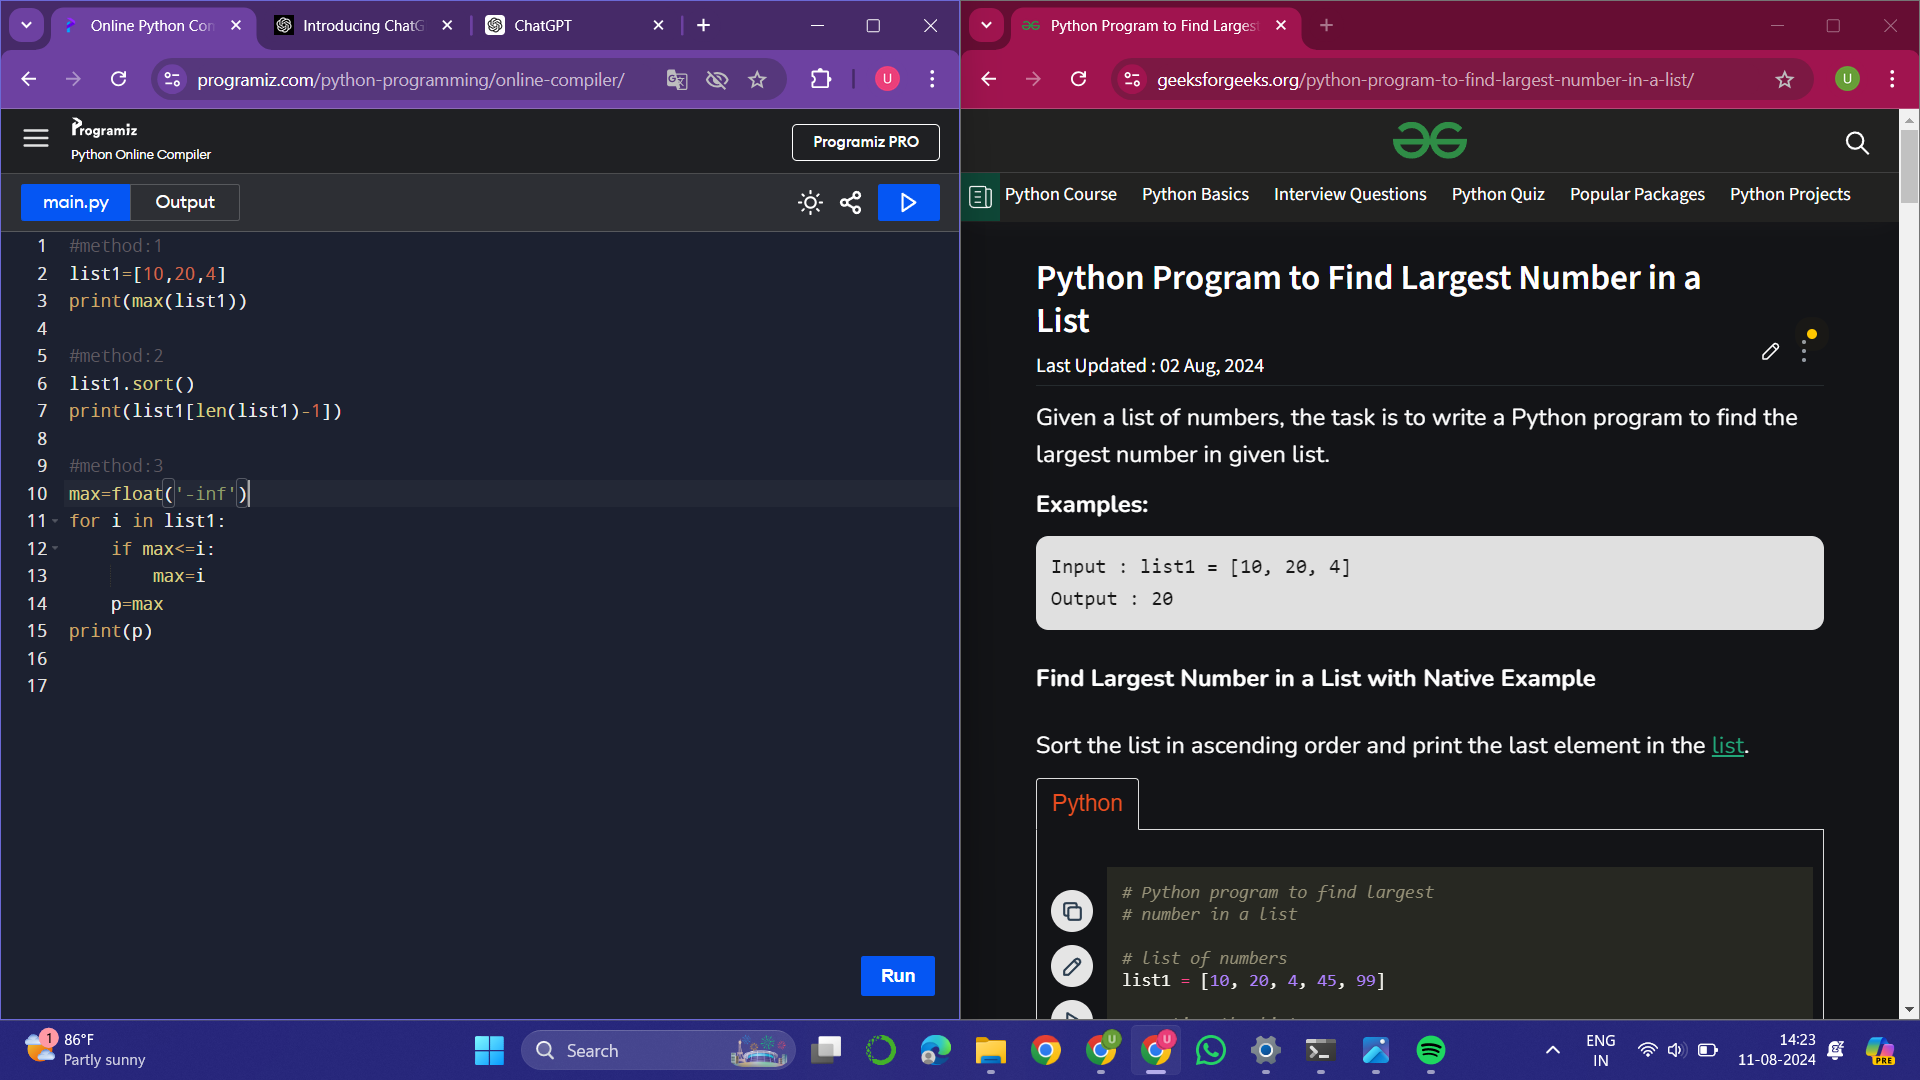 Online Python Con
Introducing ChatG
ChatGPT
programiz.com/python-programming/online-compiler/
U
Programiz
Python Online Compiler
Programiz PRO
main.py
Output
1 #method:1
2 list1=[10,20,4]
3 print(max(list1))
4
5 #method:2
6 list1.sort()
7 print(list1[len(list1)-1])
8
9 #method:3
10 max=float('-inf')
11 for i in list1:
12 if max<=i:
13 max=i
14 p=max
15 print(p)
16
17
Run
Python Program to Find Larges
geeksforgeeks.org/python-program-to-find-largest-number-in-a-list/
U
Python Course
Python Basics
Interview Questions
Python Quiz
Popular Packages
Python Projects
Python Program to Find Largest Number in a
List
Last Updated : 02 Aug, 2024
Given a list of numbers, the task is to write a Python program to find the
largest number in given list.
Examples:
Input : list1 = [10, 20, 4]
Output : 20
Find Largest Number in a List with Native Example
Sort the list in ascending order and print the last element in the list.
Python
# Python program to find largest
# number in a list
# list of numbers
list1 = [10, 20, 4, 45, 99]
1
86°F
Partly sunny
Search
U
U
ENG
IN
14:23
11-08-2024
PRE